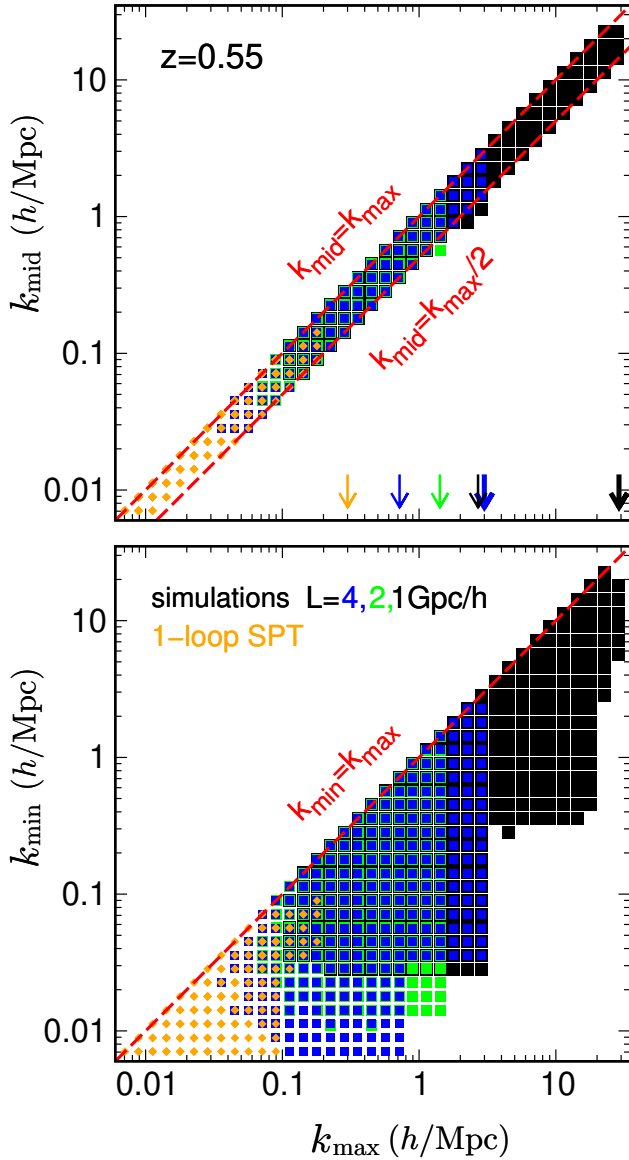 z=0.55
10
1
0.1
0.01
k_mid (h/Mpc)
k_mid=k_max
k_mid=k_max/2
simulations L=4,2,1Gpc/h
1−loop SPT
10
1
0.1
0.01
k_min (h/Mpc)
k_min=k_max
0.01 0.1 1 10
k_max (h/Mpc)